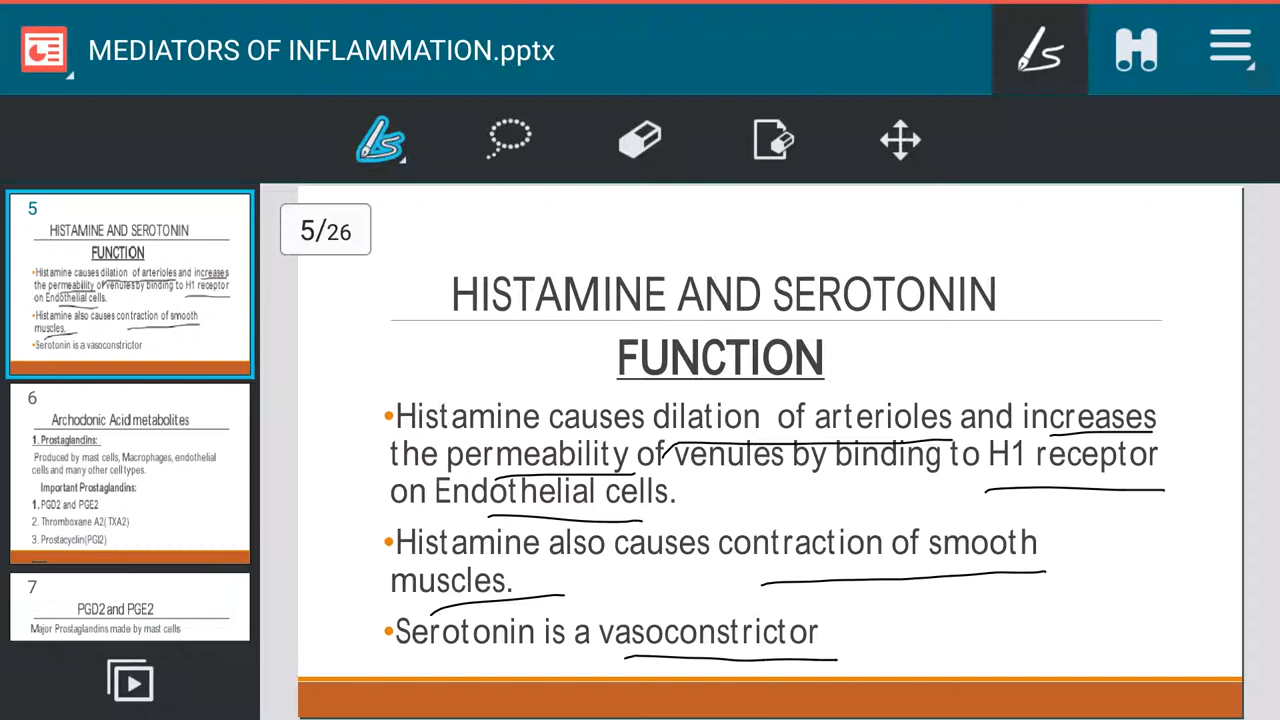 MEDIATORS OF INFLAMMATION.pptx
5
HISTAMINE AND SEROTONIN
FUNCTION
•Histamine causes dilation of arterioles and increases
the permeability of venules by binding to H1 receptor
on Endothelial cells.
•Histamine also causes contraction of smooth
muscles.
•Serotonin is a vasoconstrictor
6
Archodonic Acid metabolites
1. Prostaglandins:
Produced by mast cells, Macrophages, endothelial
cells and many other cell types.
Important Prostaglandins:
1. PGD2 and PGE2
2. Thromboxane A2( TXA2)
3. Prostacyclin(PGI2)
7
PGD2 and PGE2
Major Prostaglandins made by mast cells
5/26
HISTAMINE AND SEROTONIN
FUNCTION
•Histamine causes dilation of arterioles and increases
the permeability of venules by binding to H1 receptor
on Endothelial cells.
•Histamine also causes contraction of smooth
muscles.
•Serotonin is a vasoconstrictor